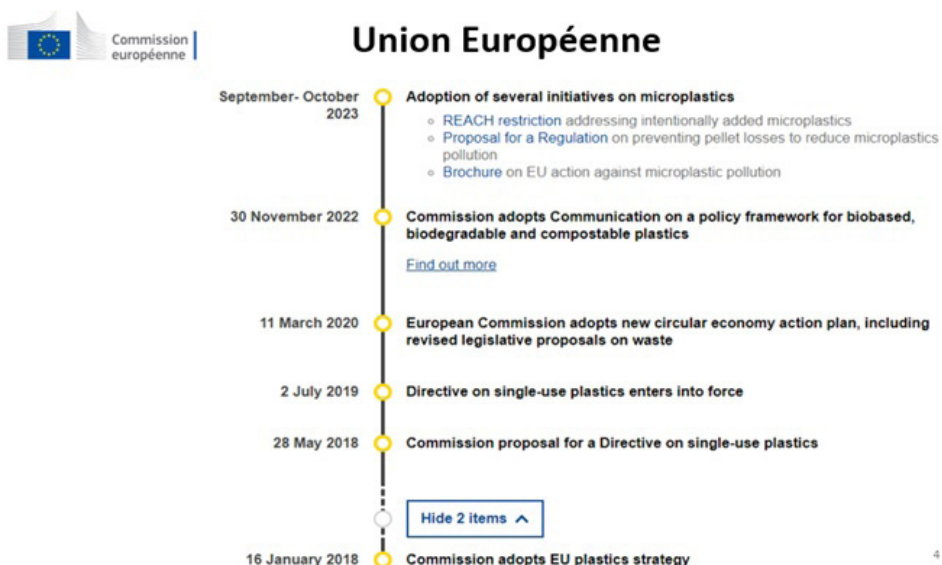 Commission
européenne
Union Européenne
September- October
2023
Adoption of several initiatives on microplastics
REACH restriction addressing intentionally added microplastics
Proposal for a Regulation on preventing pellet losses to reduce microplastics
pollution
Brochure on EU action against microplastic pollution
30 November 2022
Commission adopts Communication on a policy framework for biobased,
biodegradable and compostable plastics
Find out more
11 March 2020
European Commission adopts new circular economy action plan, including
revised legislative proposals on waste
2 July 2019
Directive on single-use plastics enters into force
28 May 2018
Commission proposal for a Directive on single-use plastics
Hide 2 items
16 January 2018
Commission adopts EU plastics strategy
4